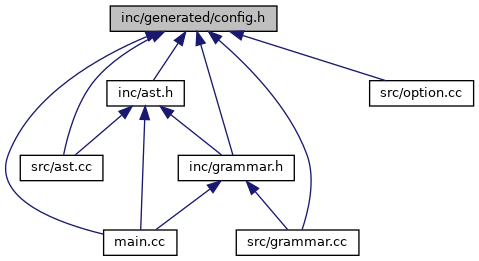 inc/generated/config.h
inc/ast.h
src/option.cc
src/ast.cc
inc/grammar.h
main.cc
src/grammar.cc